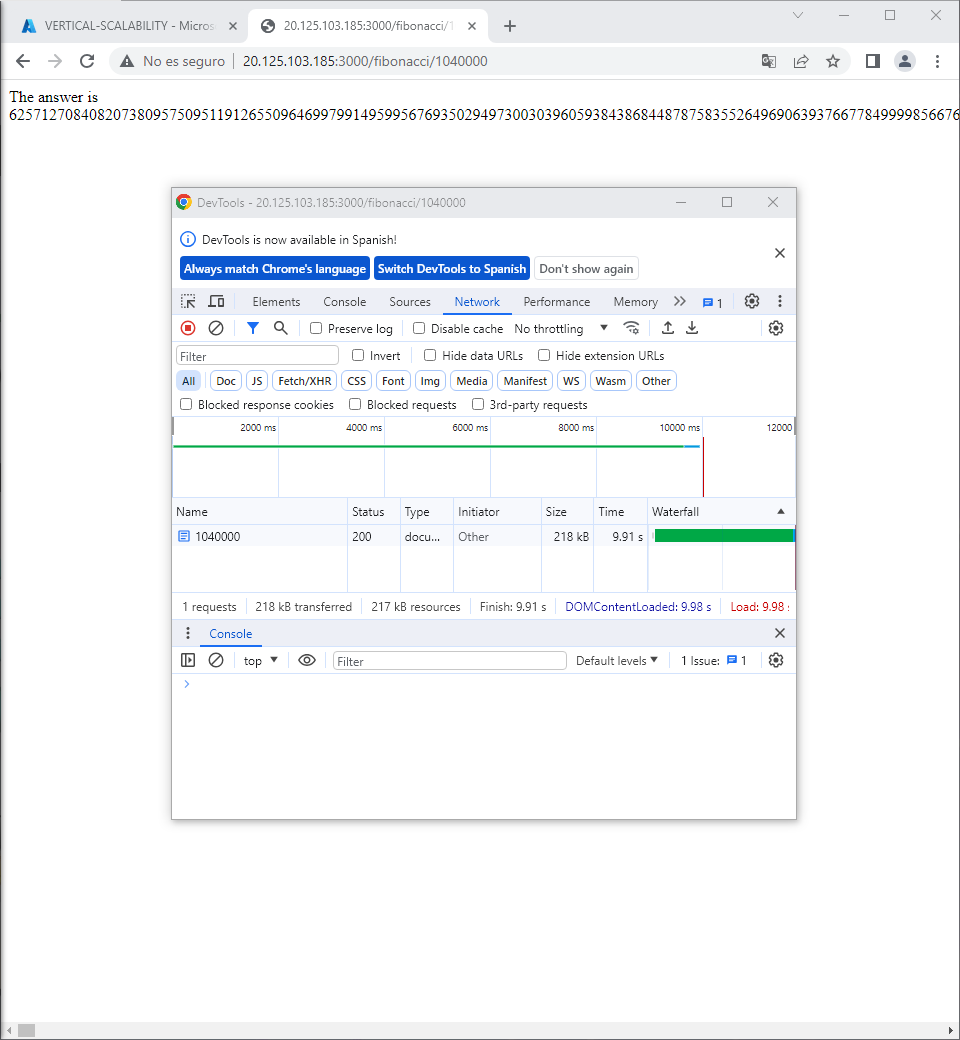 VERTICAL-SCALABILITY - Micros
20.125.103.185:3000/fibonacci/1
No es seguro 20.125.103.185:3000/fibonacci/1040000
The answer is
DevTools - 20.125.103.185:3000/fibonacci/1040000
DevTools is now available in Spanish!
Always match Chrome's language Switch DevTools to Spanish Don't show again
Elements Console Sources Network Performance Memory 1
Preserve log Disable cache No throttling
Filter Invert Hide data URLs Hide extension URLs
All Doc JS Fetch/XHR CSS Font Img Media Manifest WS Wasm Other
Blocked response cookies Blocked requests 3rd-party requests
2000 ms 4000 ms 6000 ms 8000 ms 10000 ms 12000
Name Status Type Initiator Size Time Waterfall
1040000 200 docu... Other 218 kB 9.91 s
1 requests 218 kB transferred 217 kB resources Finish: 9.91 s DOMContentLoaded: 9.98 s Load: 9.98 s
Console
top Filter Default levels 1 Issue: 1